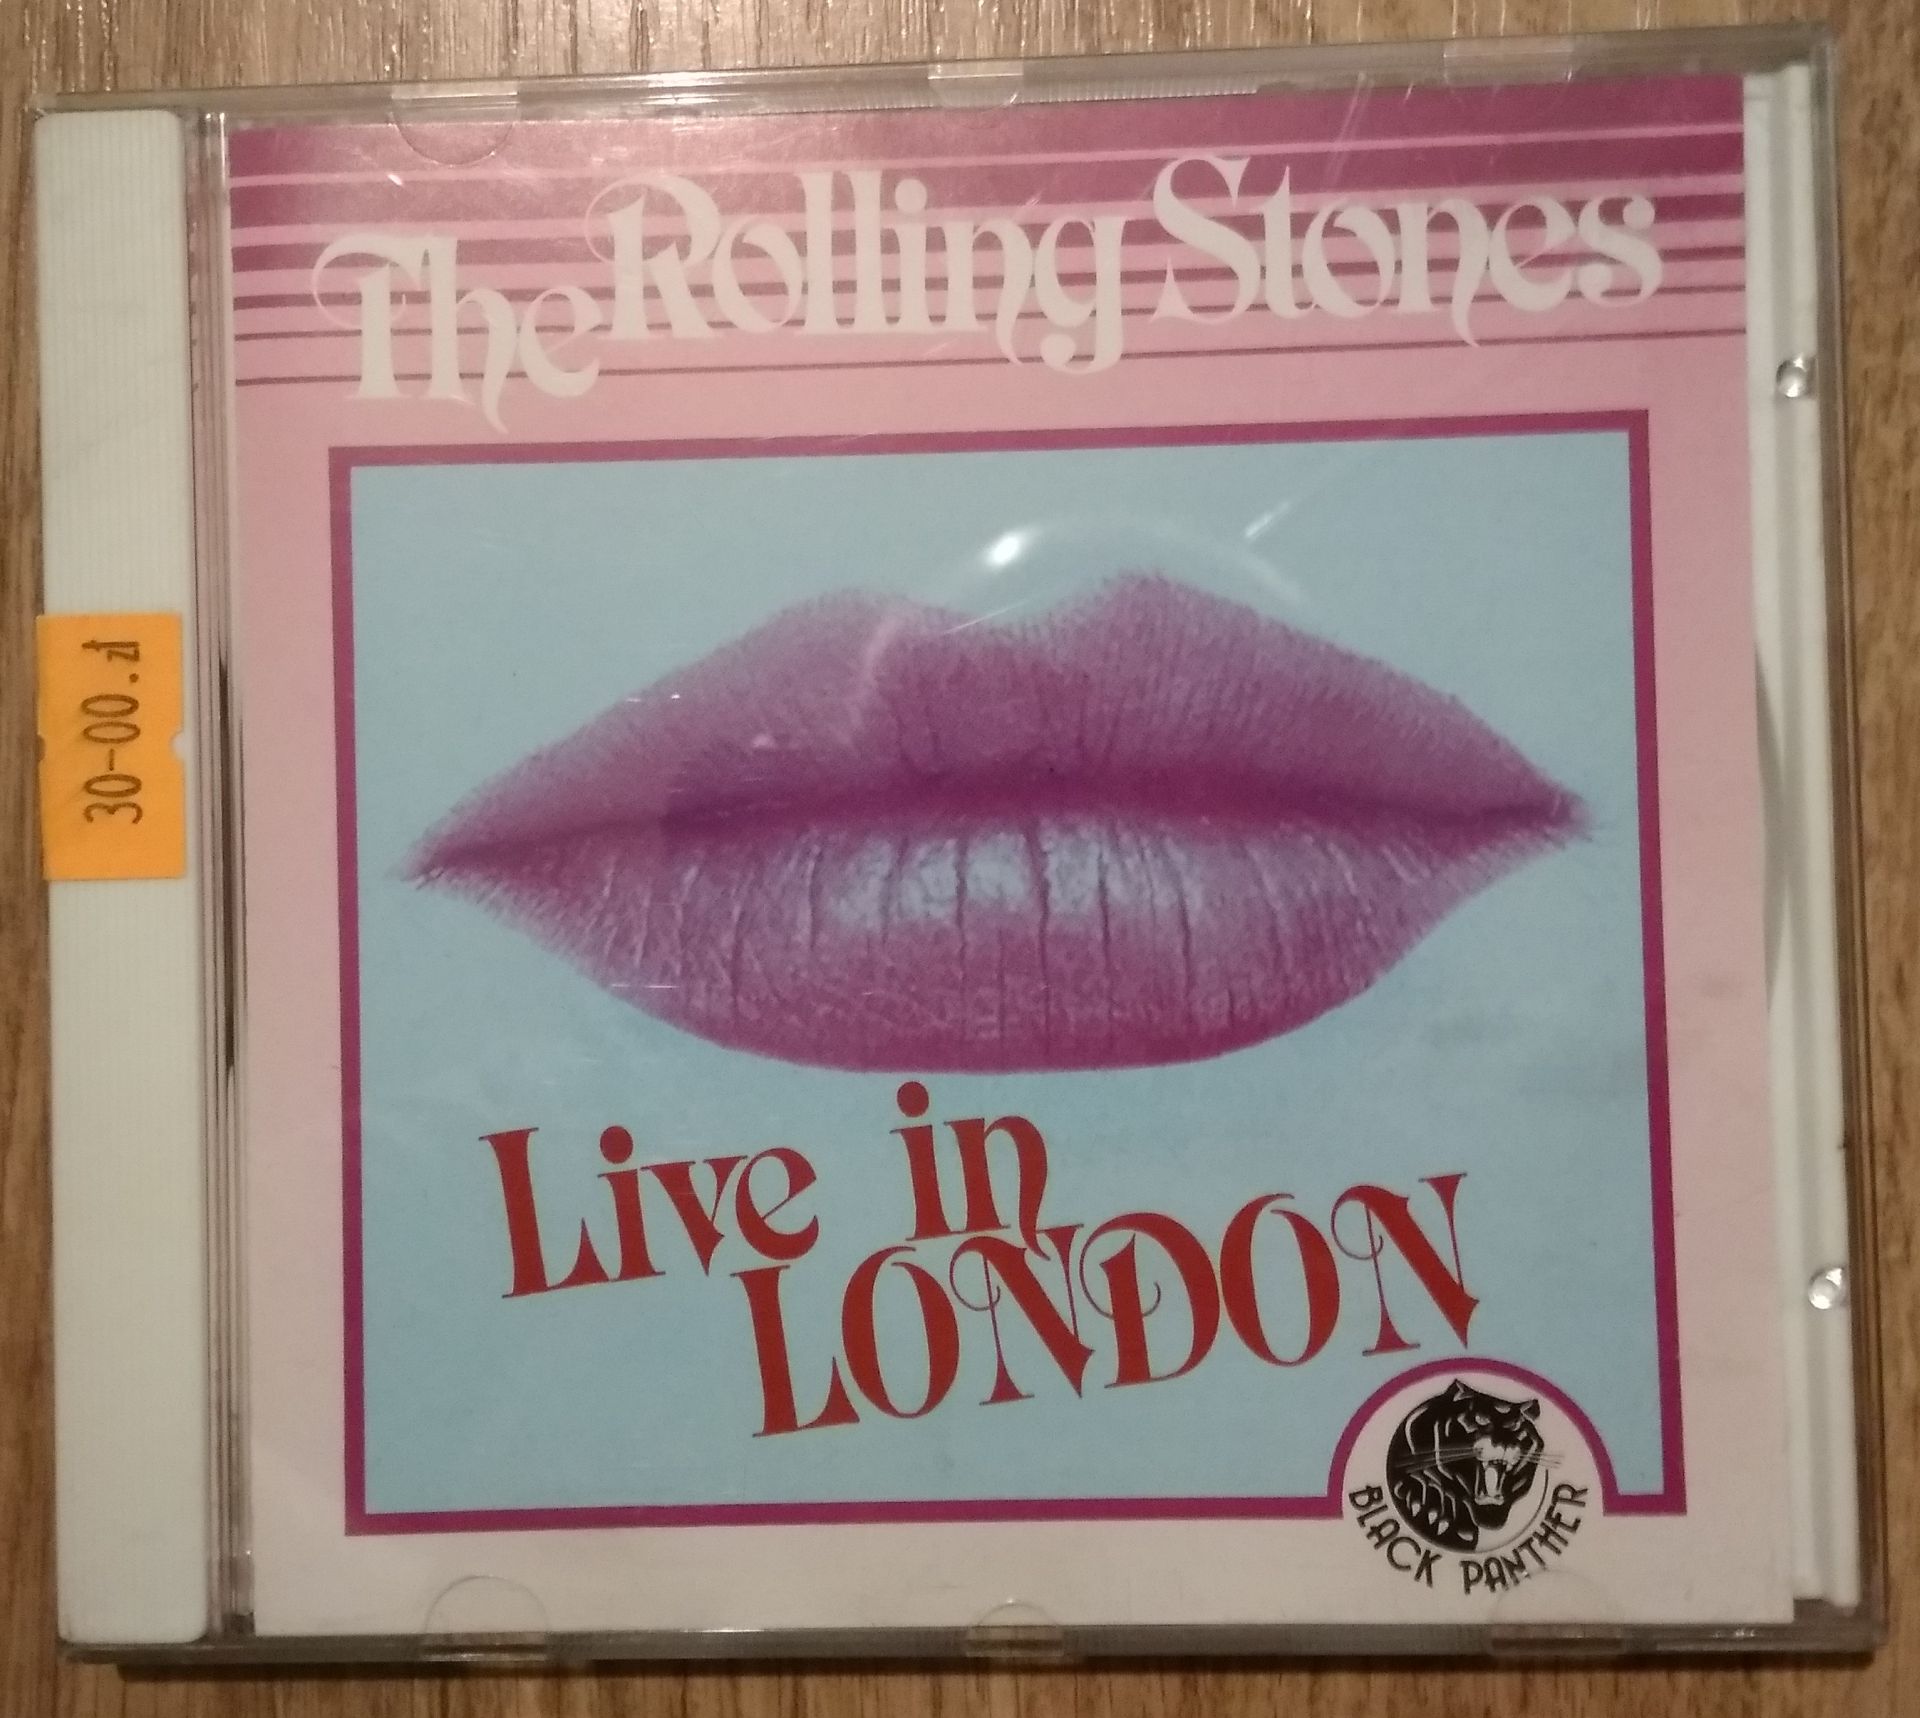 The Rolling Stones
30-00.zł
Live in
LONDON
BLACK PANTHER